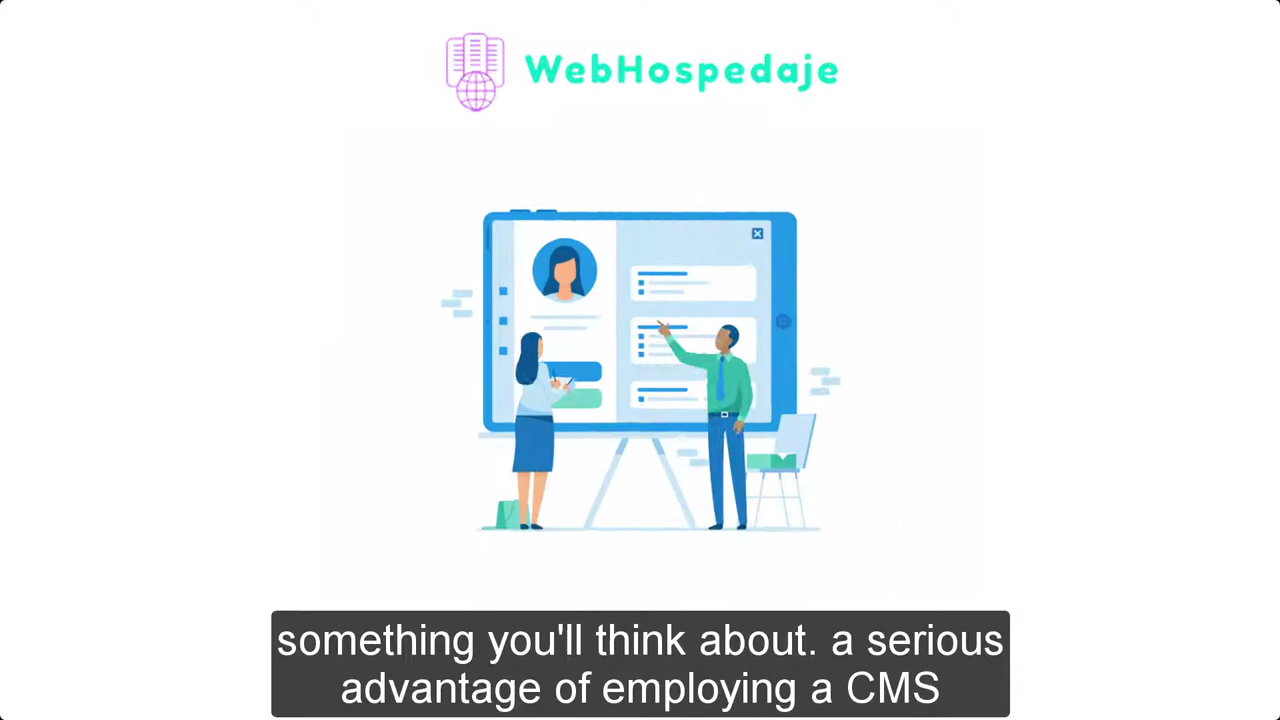 WebHospedaje
something you'll think about. a serious
advantage of employing a CMS